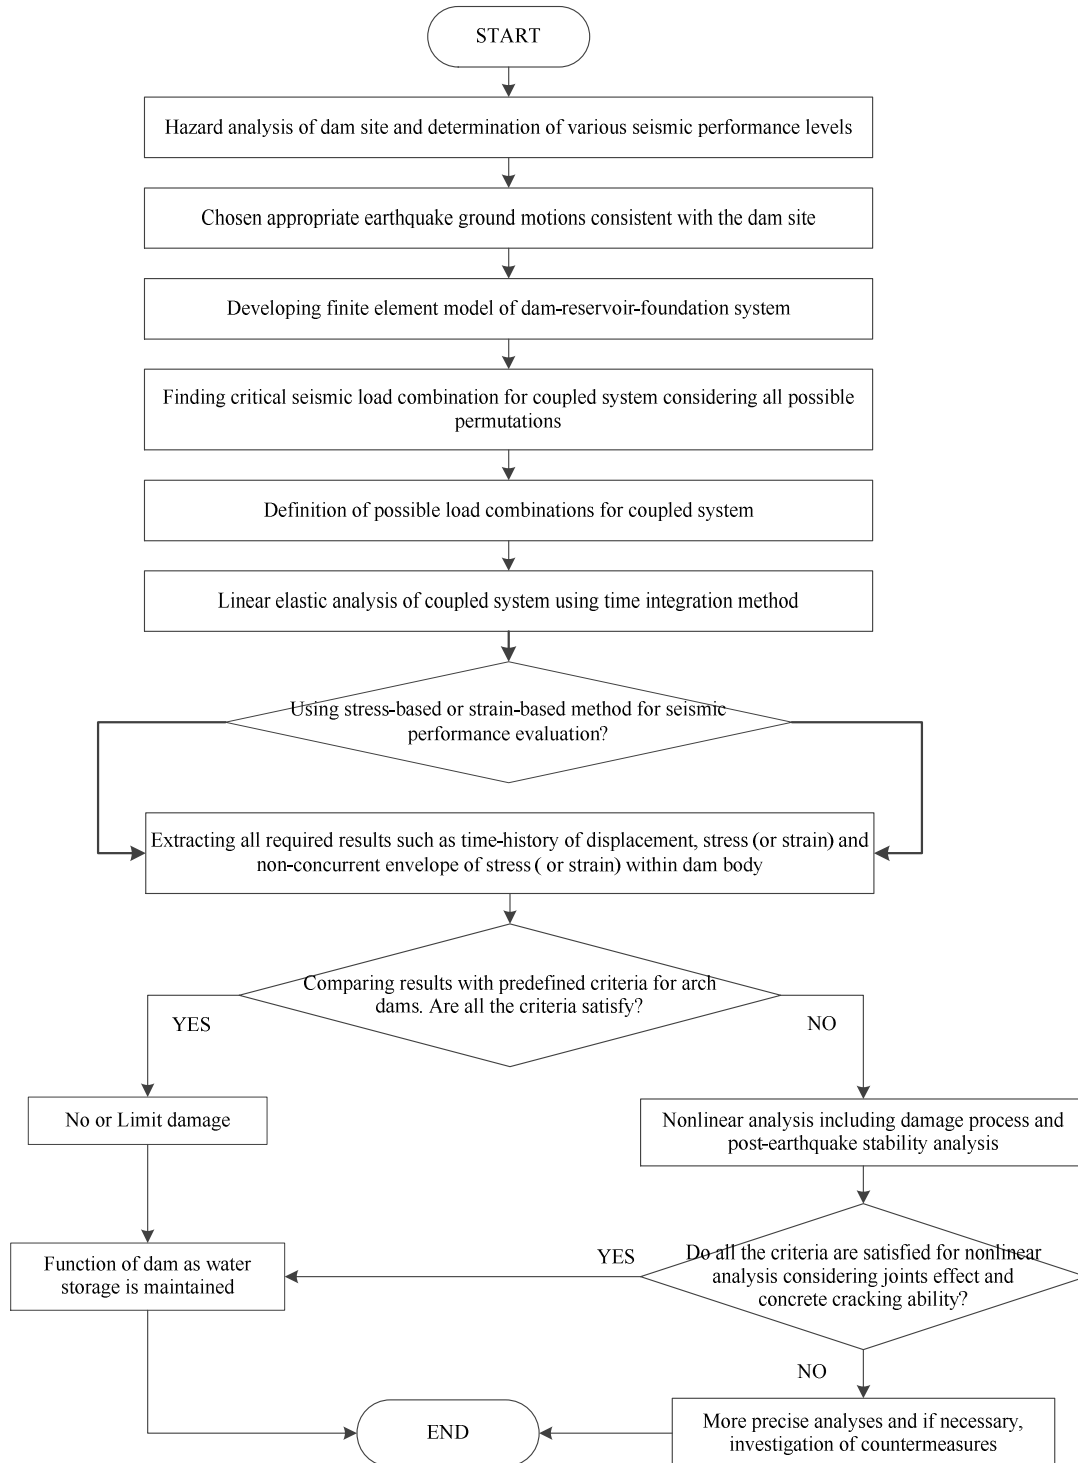 START
Hazard analysis of dam site and determination of various seismic performance levels
Chosen appropriate earthquake ground motions consistent with the dam site
Developing finite element model of dam-reservoir-foundation system
Finding critical seismic load combination for coupled system considering all possible
permutations
Definition of possible load combinations for coupled system
Linear elastic analysis of coupled system using time integration method
Using stress-based or strain-based method for seismic
performance evaluation?
Extracting all required results such as time-history of displacement, stress (or strain) and
non-concurrent envelope of stress ( or strain) within dam body
Comparing results with predefined criteria for arch
dams. Are all the criteria satisfy?
YES
NO
No or Limit damage
Nonlinear analysis including damage process and
post-earthquake stability analysis
Function of dam as water
storage is maintained
YES
Do all the criteria are satisfied for nonlinear
analysis considering joints effect and
concrete cracking ability?
NO
END
More precise analyses and if necessary,
investigation of countermeasures